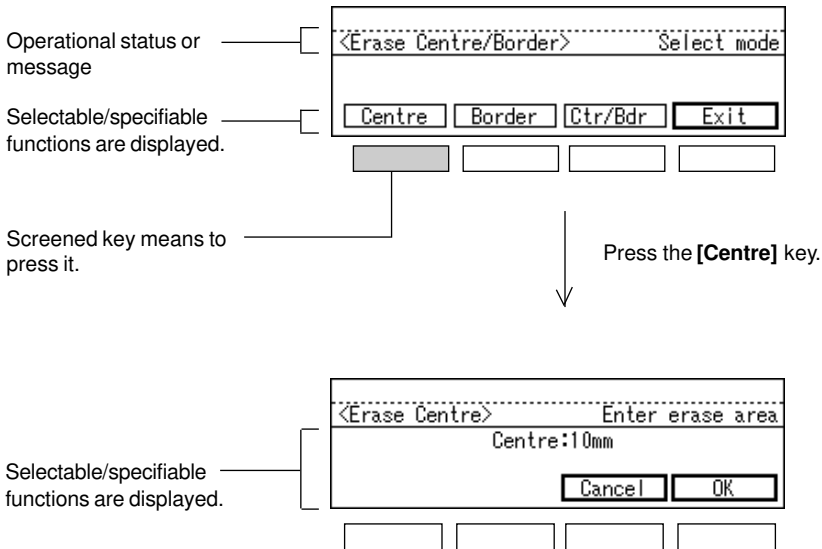 Operational status or
message
<Erase Centre/Border> Select mode
Selectable/specifiable
functions are displayed.
Centre Border Ctr/Bdr Exit
Screened key means to
press it.
Press the [Centre] key.
<Erase Centre> Enter erase area
Centre:10mm
Selectable/specifiable
functions are displayed.
Cancel OK